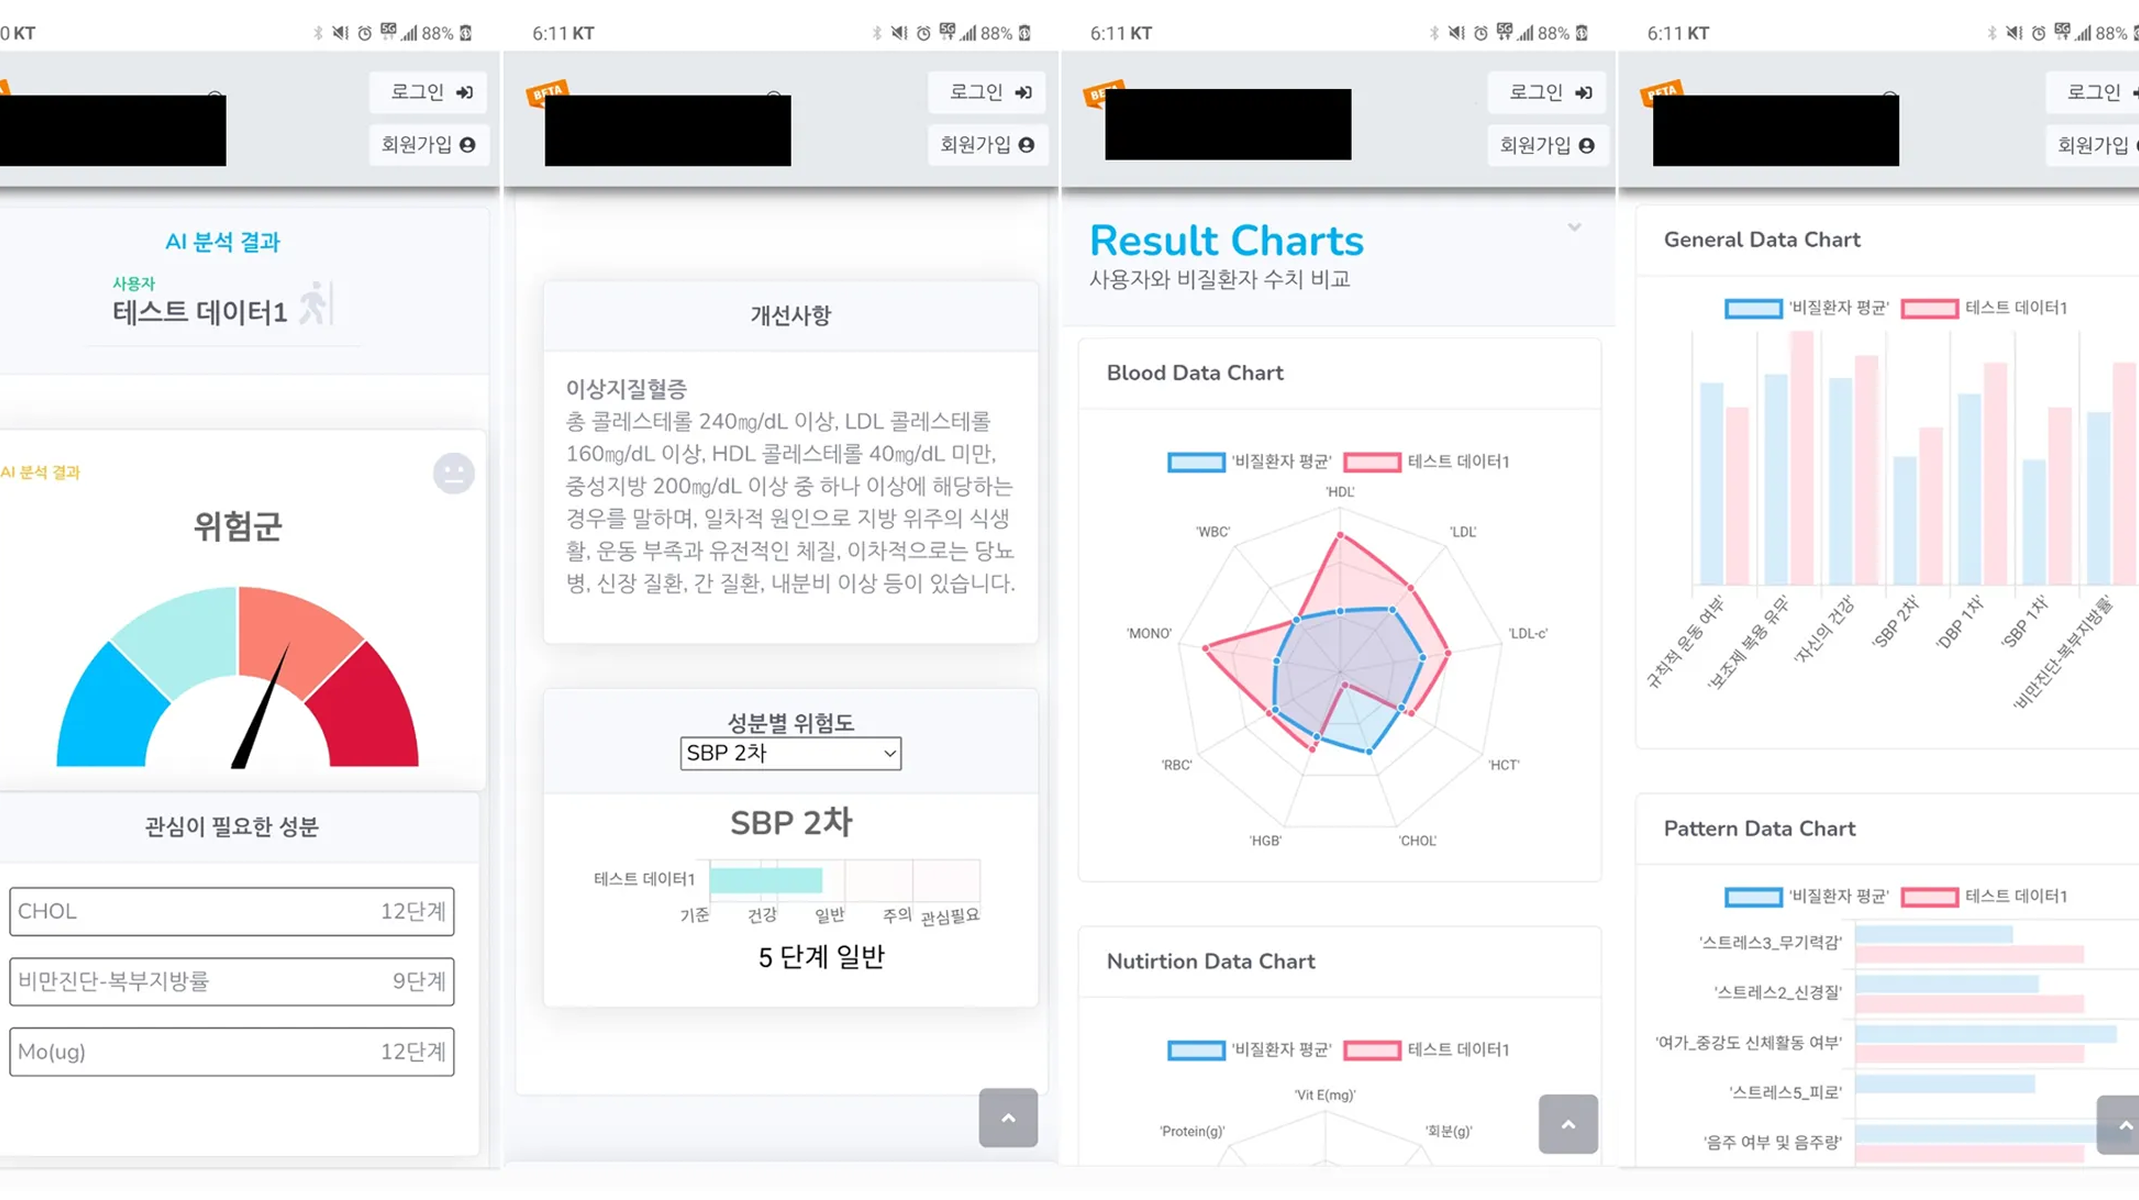 0 KT
88%
로그인
회원가입
AI 분석 결과
사용자
테스트 데이터1
AI 분석 결과
위험군
관심이 필요한 성분
CHOL 12단계
비만진단-복부지방률 9단계
Mo(ug) 12단계
6:11 KT
5G 88%
BETA
로그인
회원가입
개선사항
이상지질혈증
총 콜레스테롤 240㎎/dL 이상, LDL 콜레스테롤
160㎎/dL 이상, HDL 콜레스테롤 40㎎/dL 미만,
중성지방 200㎎/dL 이상 중 하나 이상에 해당하는
경우를 말하며, 일차적 원인으로 지방 위주의 식생
활, 운동 부족과 유전적인 체질, 이차적으로는 당뇨
병, 신장 질환, 간 질환, 내분비 이상 등이 있습니다.
성분별 위험도
SBP 2차
SBP 2차
테스트 데이터1
기준 건강 일반 주의 관심필요
5 단계 일반
6:11 KT
5G 88%
로그인
회원가입
Result Charts
사용자와 비질환자 수치 비교
Blood Data Chart
'비질환자 평균' 테스트 데이터1
'HDL'
'WBC' 'LDL'
'MONO' 'LDL-c'
'RBC' 'HCT'
'HGB' 'CHOL'
Nutirtion Data Chart
'비질환자 평균' 테스트 데이터1
'Vit E(mg)'
'Protein(g)' '회분(g)'
6:11 KT
5G 88%
BETA
로그인
회원가입
General Data Chart
'비질환자 평균' 테스트 데이터1
규칙적 운동 여부'
'보조제 복용 유무'
'자신의 건강'
'SBP 2차'
'DBP 1차'
'SBP 1차'
'비만진단-복부지방률'
Pattern Data Chart
'비질환자 평균' 테스트 데이터1
'스트레스3_무기력감'
'스트레스2_신경질'
'여가_중강도 신체활동 여부'
'스트레스5_피로'
'음주 여부 및 음주량'